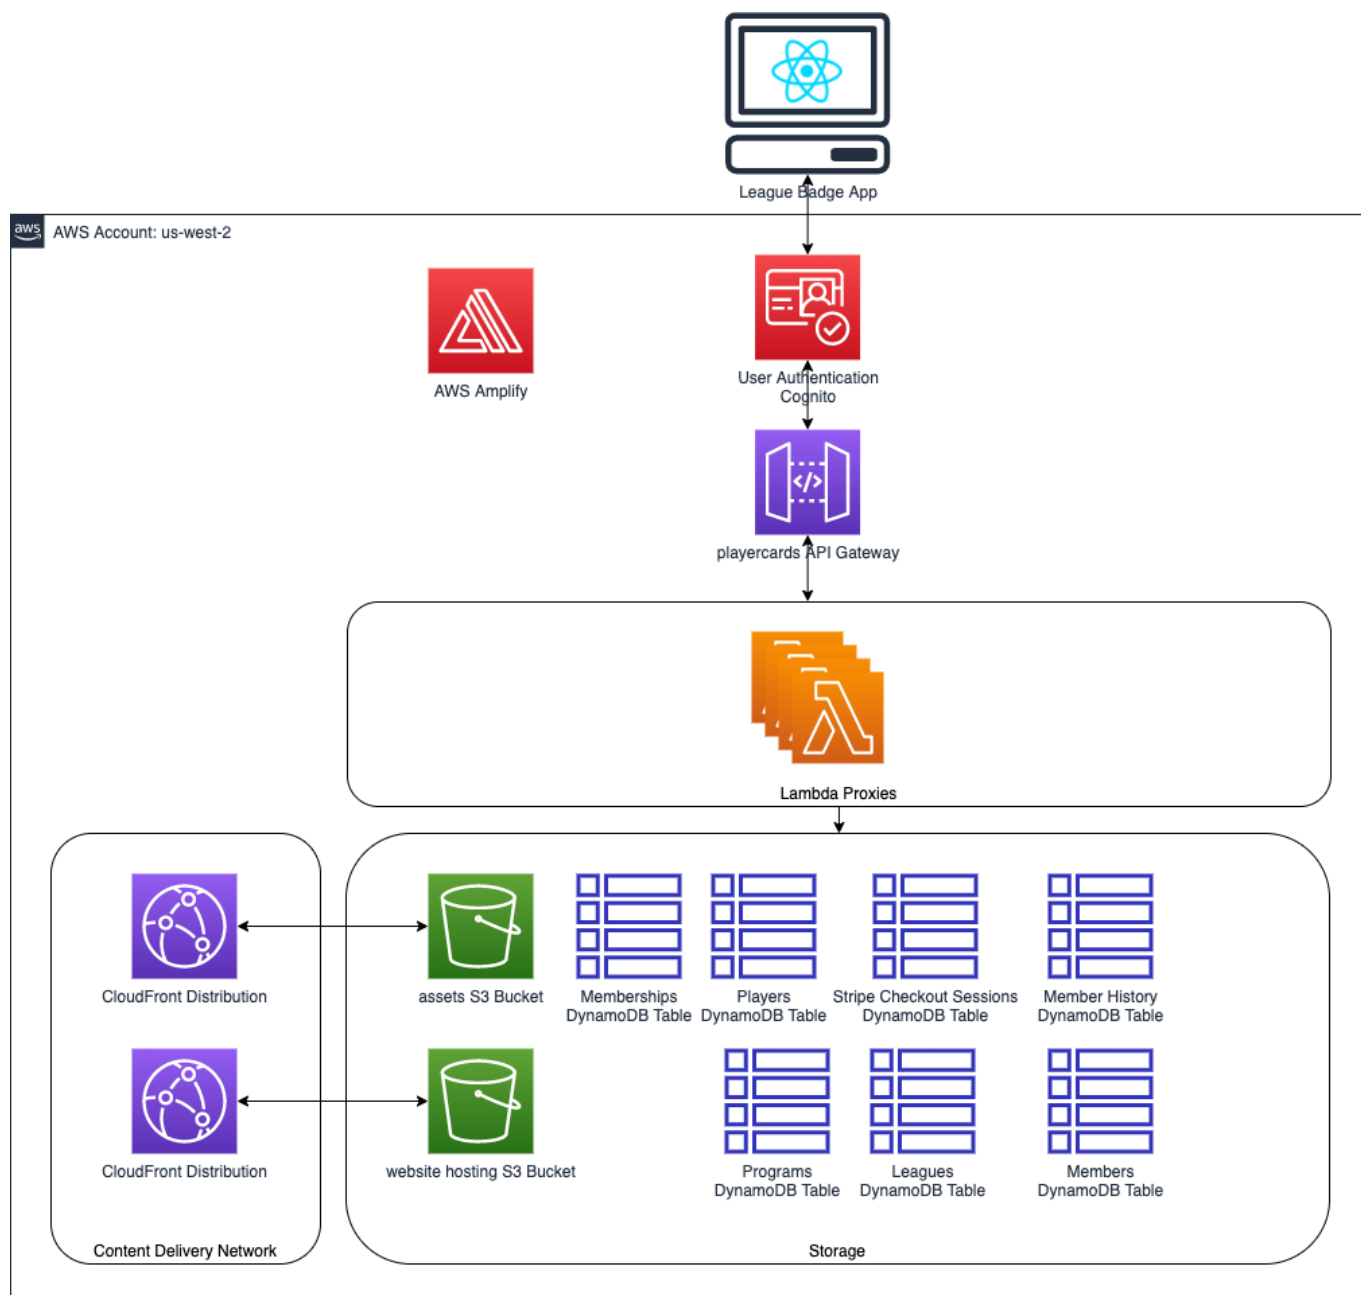 League Badge App
aws
AWS Account: us-west-2
AWS Amplify
User Authentication
Cognito
</>
playercards API Gateway
Lambda Proxies
CloudFront Distribution
assets S3 Bucket
Memberships
DynamoDB Table
Players
DynamoDB Table
Stripe Checkout Sessions
DynamoDB Table
Member History
DynamoDB Table
CloudFront Distribution
website hosting S3 Bucket
Programs
DynamoDB Table
Leagues
DynamoDB Table
Members
DynamoDB Table
Content Delivery Network
Storage